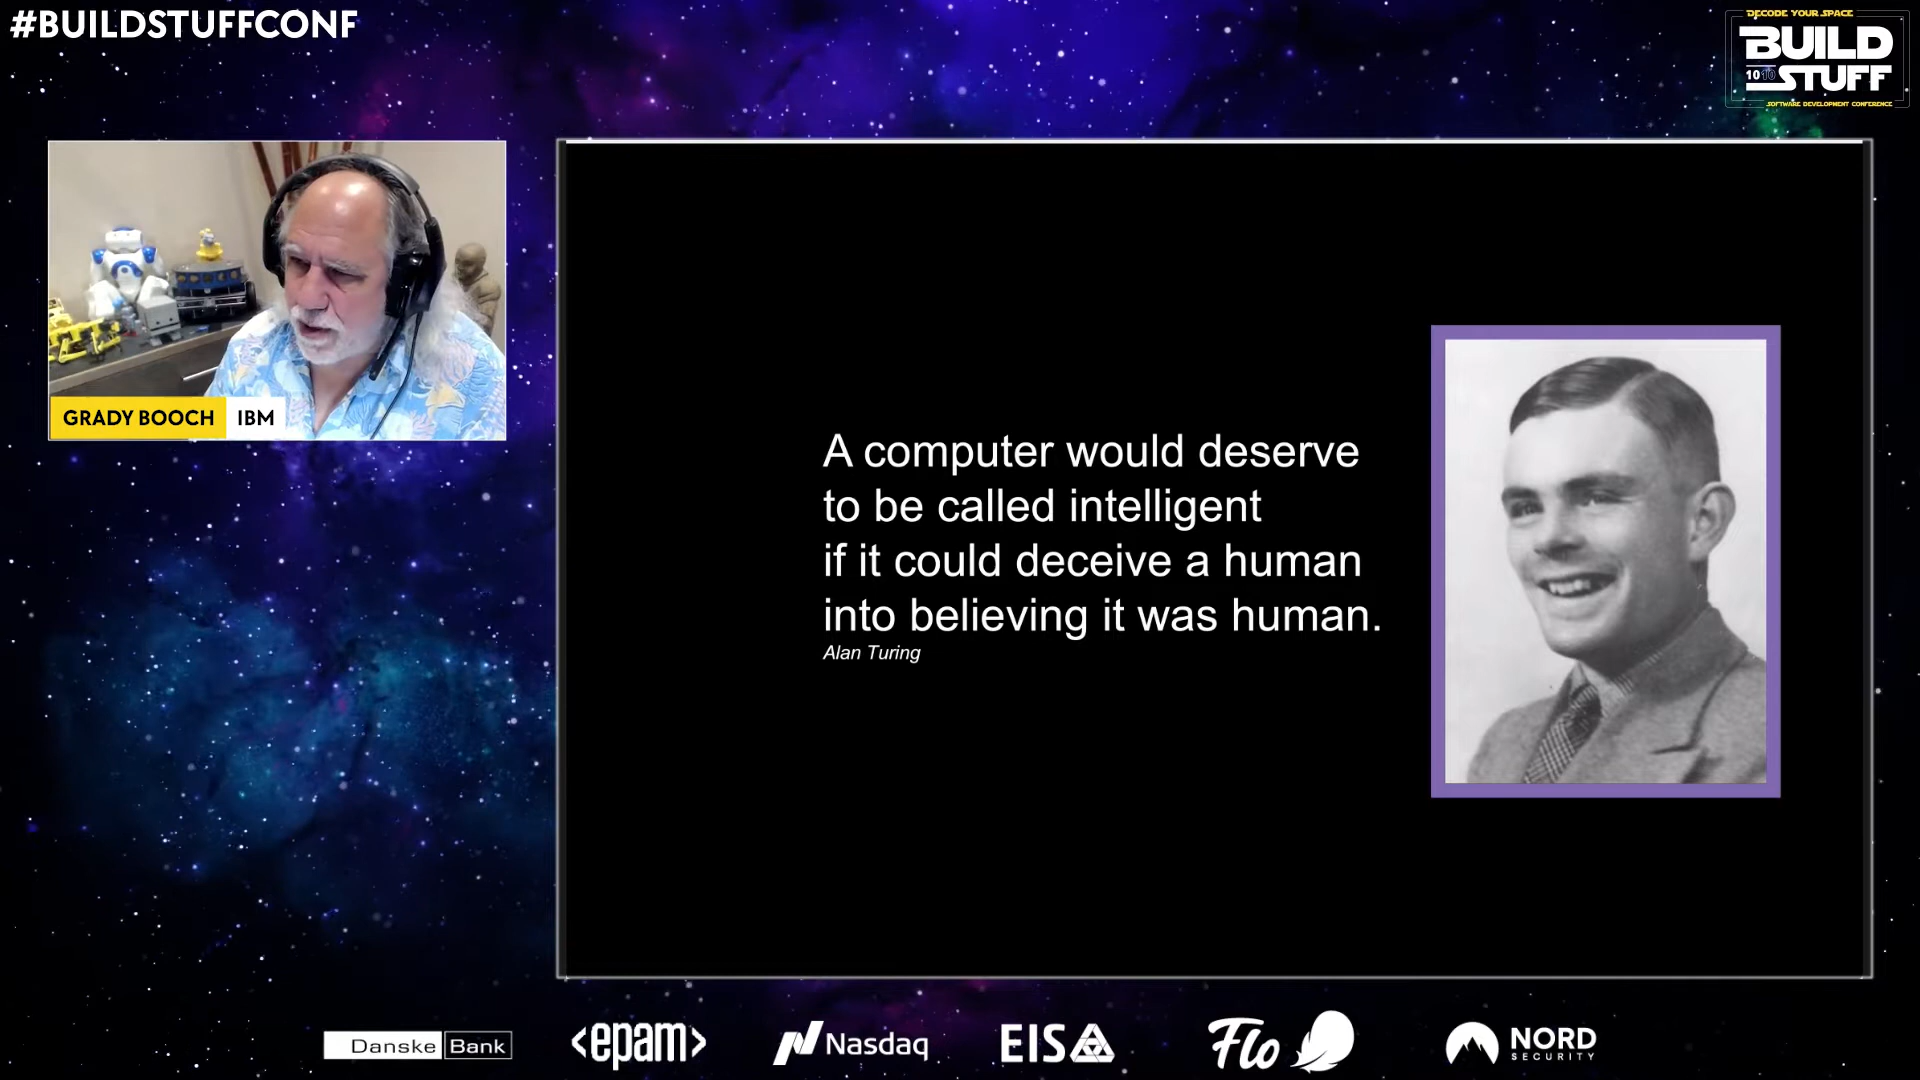 #BUILDSTUFFCONF
DECODE YOUR SPACE
BUILD
10
STUFF
SOFTWARE DEVELOPMENT CONFERENCE
GRADY BOOCH IBM
A computer would deserve
to be called intelligent
if it could deceive a human
into believing it was human.
Alan Turing
Danske Bank
<epam>
Nasdaq
EIS
Flo
NORD
SECURITY